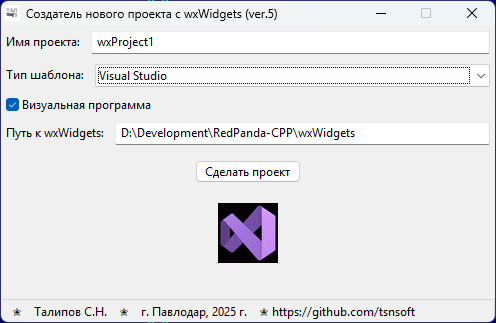 Создатель нового проекта с wxWidgets (ver.5)
Имя проекта: wxProject1
Тип шаблона: Visual Studio
Визуальная программа
Путь к wxWidgets: D:\Development\RedPanda-CPP\wxWidgets
Сделать проект
❀ Талипов С.Н. ❀ г. Павлодар, 2025 г. ❀ https://github.com/tsnsoft